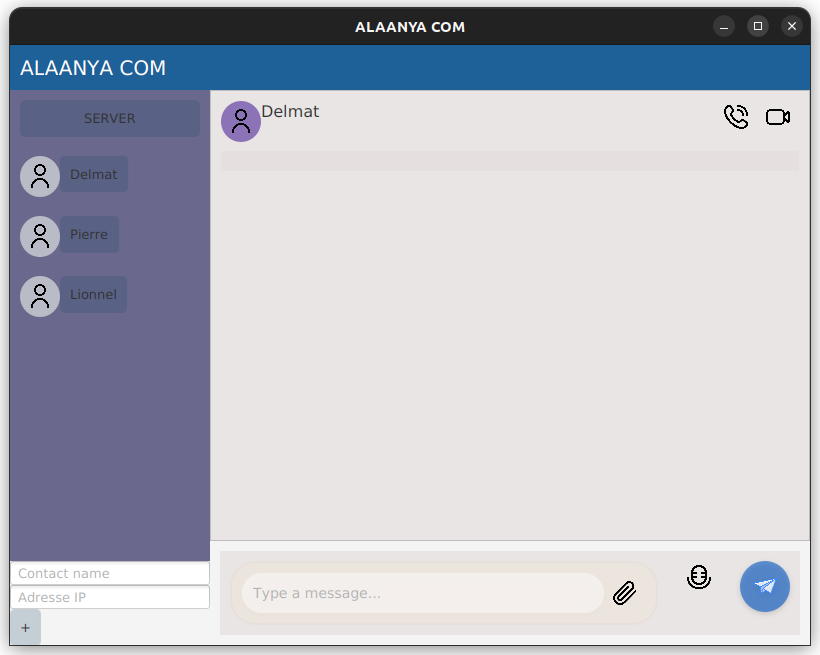 ALAANYA COM
ALAANYA COM
SERVER
Delmat
Pierre
Lionnel
Contact name
Adresse IP
+
Delmat
Type a message...